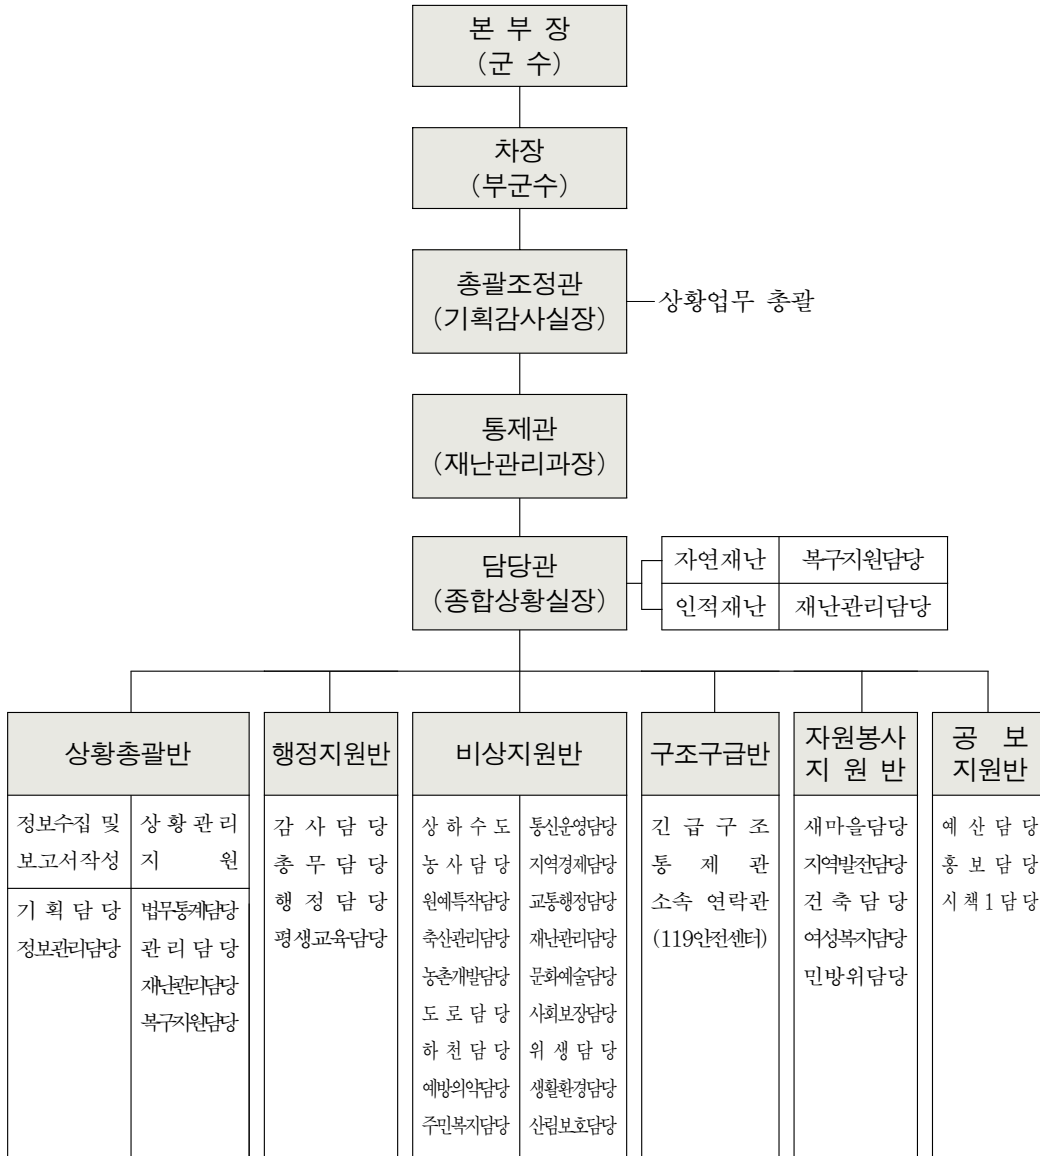 본 부 장
(군 수)
차장
(부군수)
총괄조정관
(기획감사실장)
상황업무 총괄
통제관
(재난관리과장)
담당관
(종합상황실장)
자연재난 복구지원담당
인적재난 재난관리담당
상황총괄반
정보수집 및
보고서작성
기 획 담 당
정보관리담당
상 황 관 리
지 원
법무통계담당
관 리 담 당
재난관리담당
복구지원담당
행정지원반
감 사 담 당
총 무 담 당
행 정 담 당
평생교육담당
비상지원반
상 하 수 도
농 사 담 당
원예특작담당
축산관리담당
농촌개발담당
도 로 담 당
하 천 담 당
예방의약담당
주민복지담당
통신운영담당
지역경제담당
교통행정담당
재난관리담당
문화예술담당
사회보장담당
위 생 담 당
생활환경담당
산림보호담당
구조구급반
긴 급 구 조
통 제 관
소속 연락관
(119안전센터)
자원봉사
지 원 반
새마을담당
지역발전담당
건 축 담 당
여성복지담당
민방위담당
공 보
지원반
예 산 담 당
홍 보 담 당
시 책 1 담 당